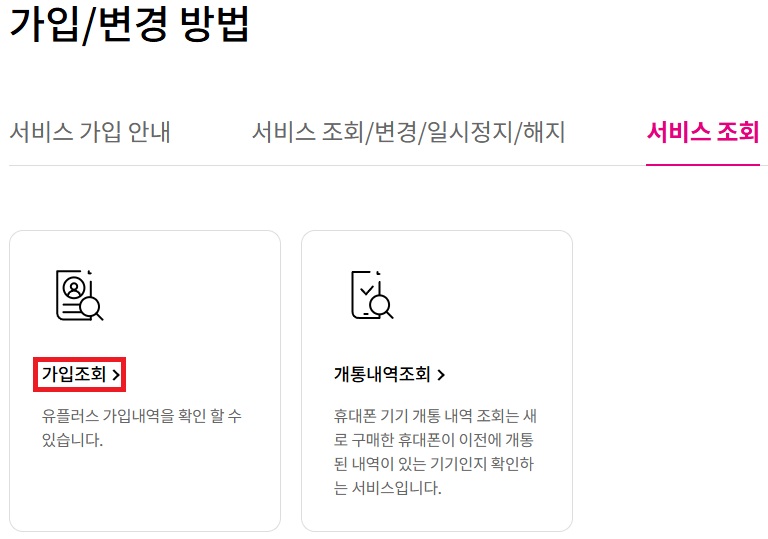 가입/변경 방법
서비스 가입 안내
서비스 조회/변경/일시정지/해지
서비스 조회
가입조회 >
유플러스 가입내역을 확인 할 수
있습니다.
개통내역조회 >
휴대폰 기기 개통 내역 조회는 새
로 구매한 휴대폰이 이전에 개통
된 내역이 있는 기기인지 확인하
는 서비스입니다.